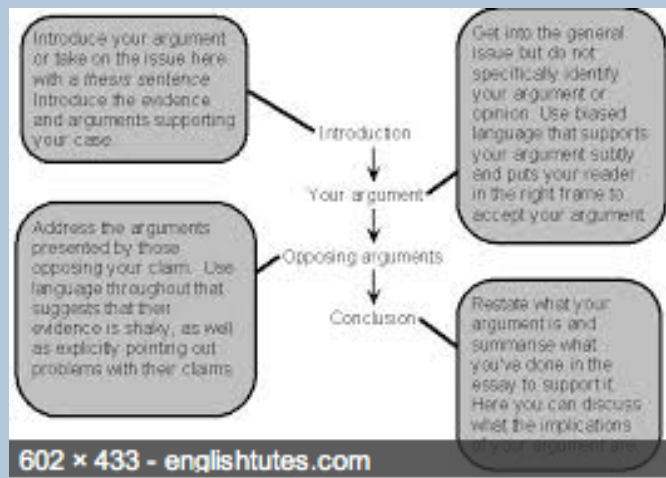 Introduce your argument
or take on the issue here
with a thesis sentence
Introduce the evidence
and arguments supporting
your case.
Get into the general
issue but do not
specifically identify
your argument or
opinion. Use biased
language that supports
your argument subtly
and puts your reader
in the right frame to
accept your argument
Introduction
Your argument
Opposing arguments
Conclusion
Address the arguments
presented by those
opposing your claim. Use
language throughout that
suggests that their
evidence is shaky, as well
as explicitly pointing out
problems with their claims
Restate what your
argument is and
summarise what
you've done in the
essay to support it
Here you can discuss
what the implications
of your argument are
602 × 433 - englishtutes.com